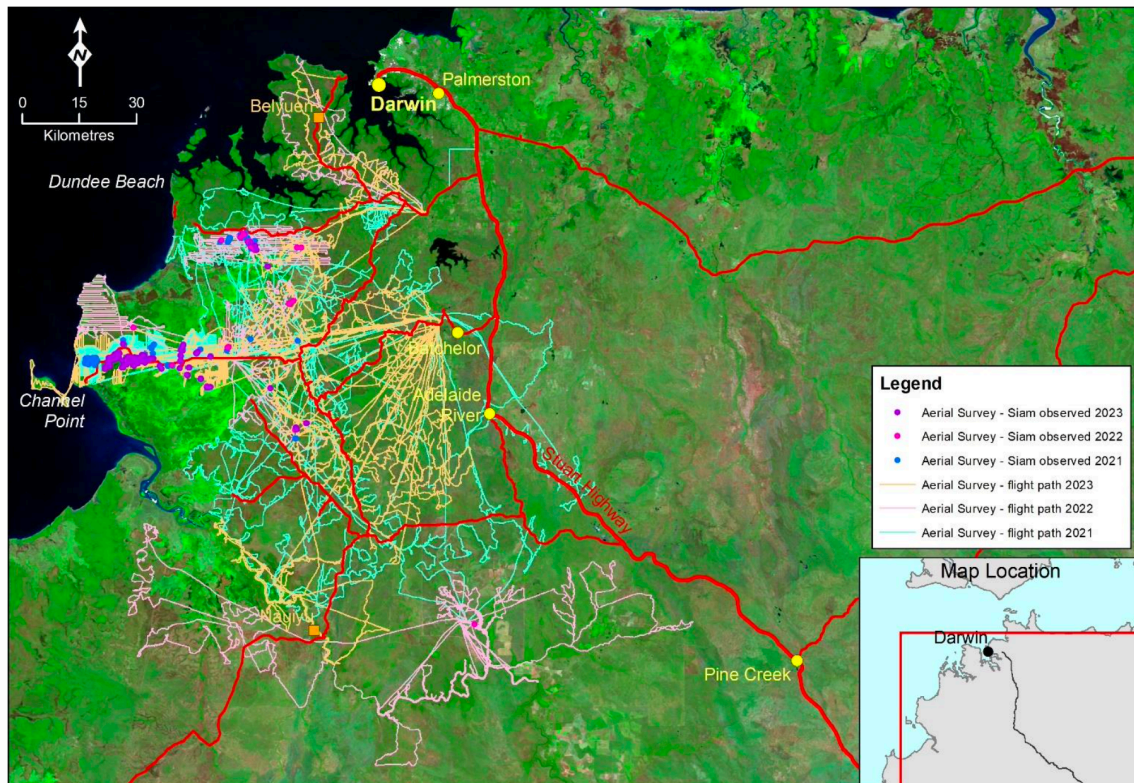 N
0 15 30
Kilometres
Darwin
Palmerston
Belyuen
Dundee Beach
Batchelor
Adelaide
River
Channel
Point
Stuart Highway
Nauiyu
Pine Creek
Legend
Aerial Survey - Siam observed 2023
Aerial Survey - Siam observed 2022
Aerial Survey - Siam observed 2021
Aerial Survey - flight path 2023
Aerial Survey - flight path 2022
Aerial Survey - flight path 2021
Map Location
Darwin